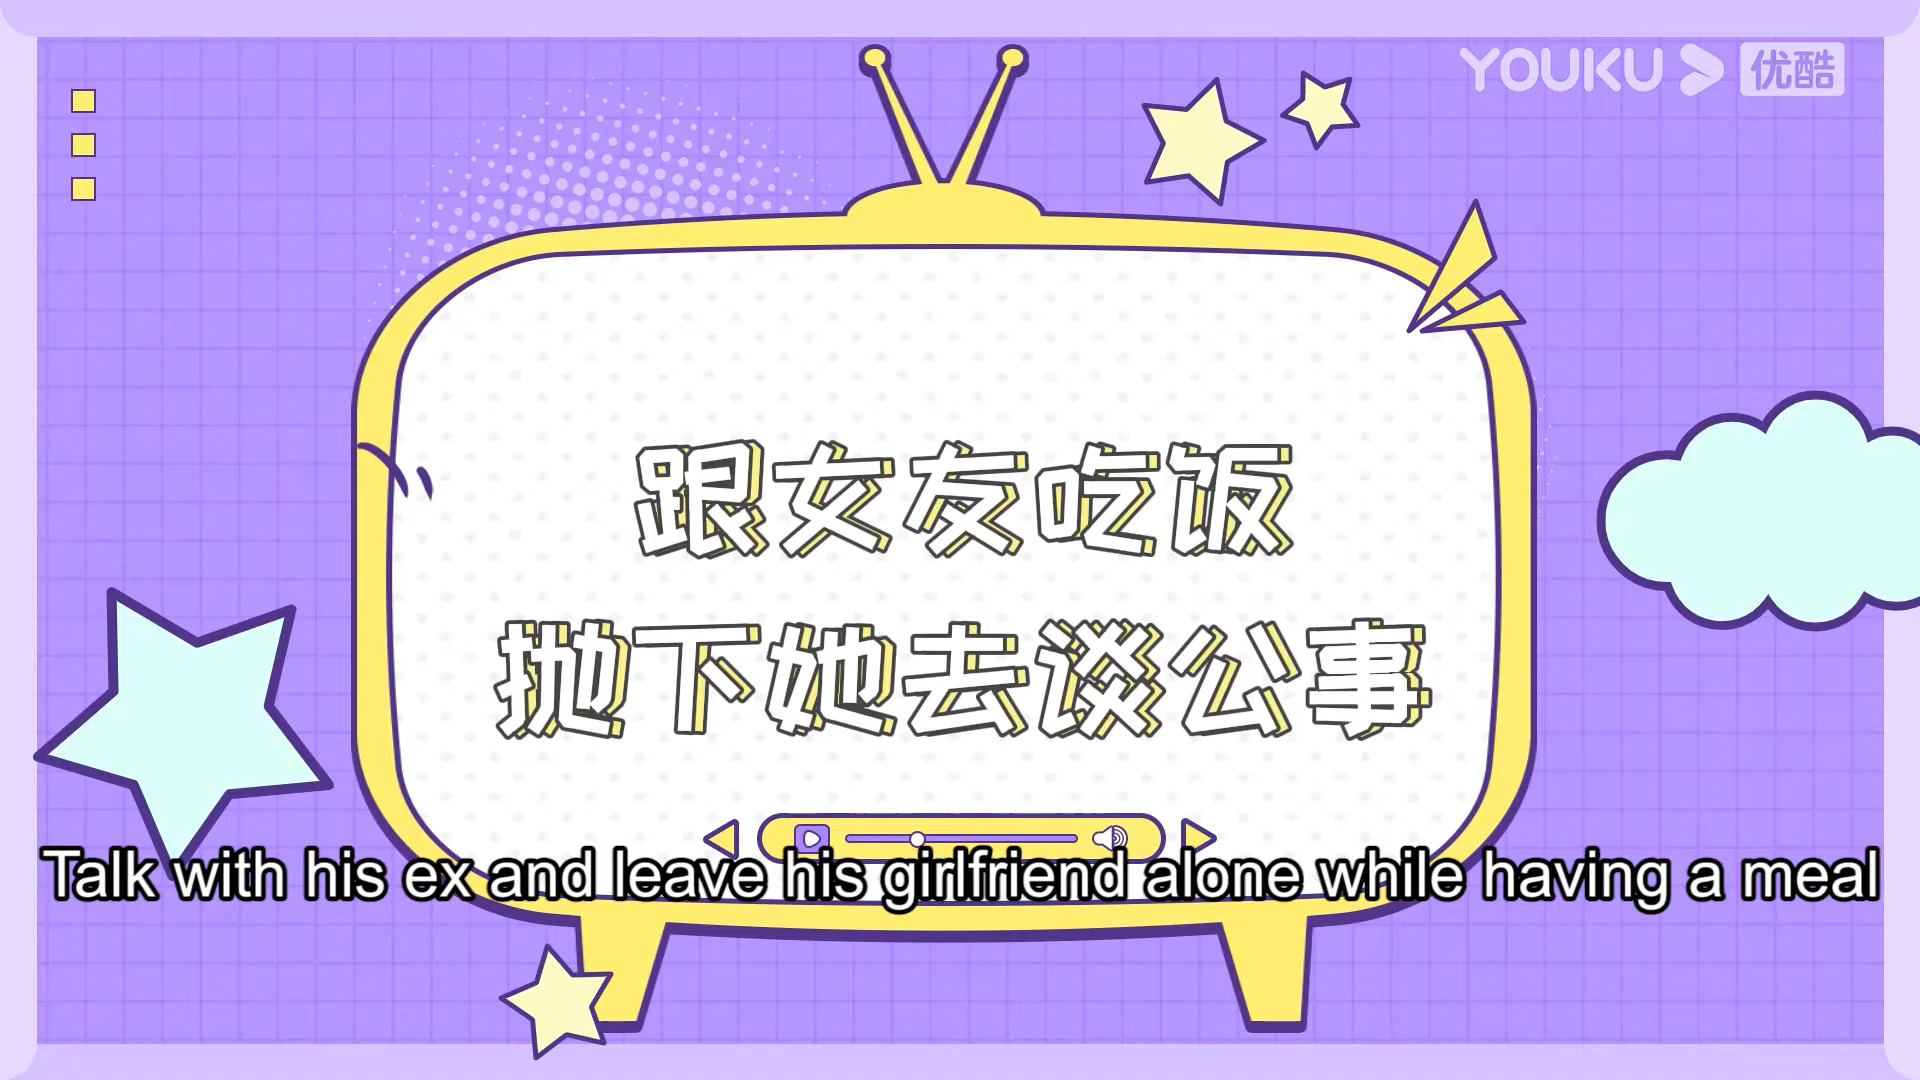 YOUKU 优酷
跟女友吃饭
抛下她去谈公事
Talk with his ex and leave his girlfriend alone while having a meal